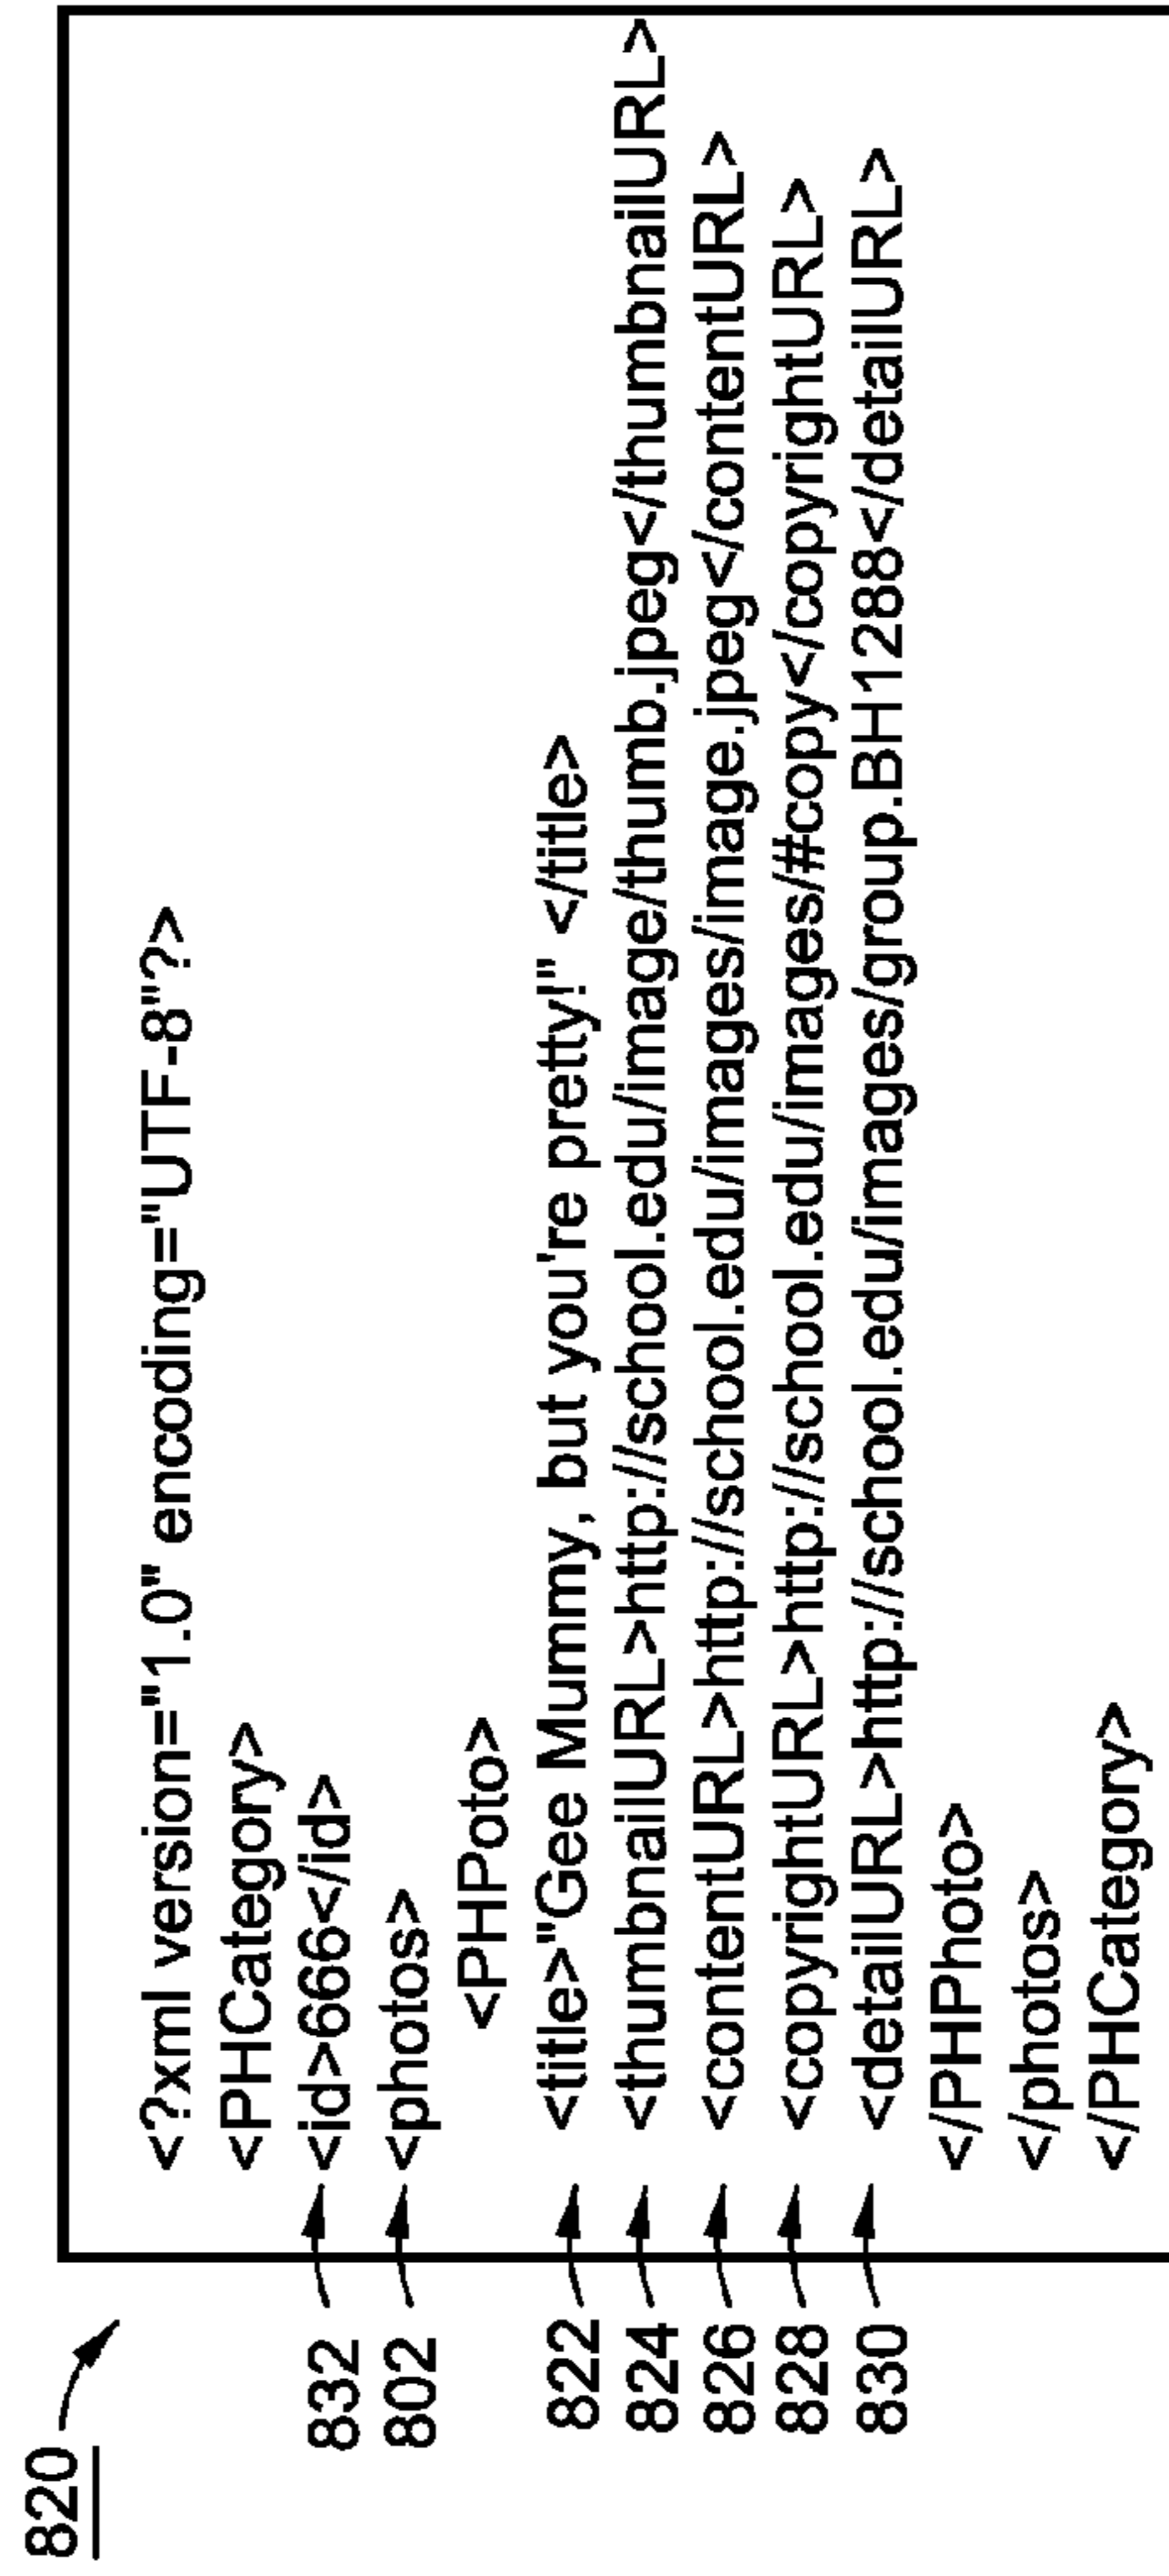 820
<?xml version="1.0" encoding="UTF-8"?>
<PHCategory>
832 <id>666</id>
802 <photos>
<PHPoto>
822 <title>"Gee Mummy, but you're pretty!" </title>
824 <thumbnailURL>http://school.edu/image/thumb.jpeg</thumbnailURL>
826 <contentURL>http://school.edu/images/image.jpeg</contentURL>
828 <copyrightURL>http://school.edu/images/#copy</copyrightURL>
830 <detailURL>http://school.edu/images/group.BH1288</detailURL>
</PHPhoto>
</photos>
</PHCategory>